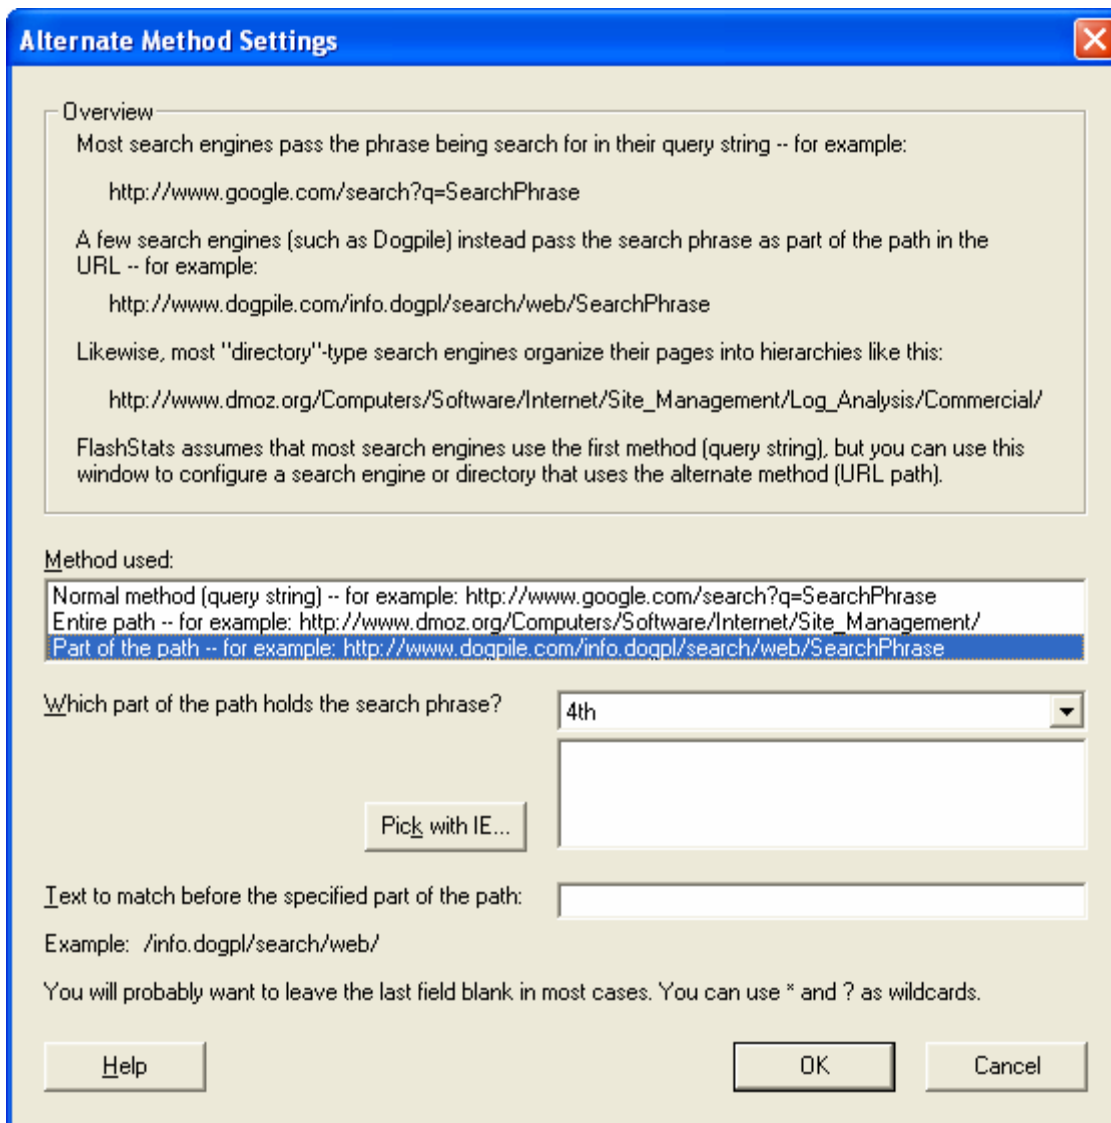 Alternate Method Settings
Overview
Most search engines pass the phrase being search for in their query string -- for example:
http://www.google.com/search?q=SearchPhrase
A few search engines (such as Dogpile) instead pass the search phrase as part of the path in the
URL -- for example:
http://www.dogpile.com/info.dogpl/search/web/SearchPhrase
Likewise, most "directory"-type search engines organize their pages into hierarchies like this:
http://www.dmoz.org/Computers/Software/Internet/Site_Management/Log_Analysis/Commercial/
FlashStats assumes that most search engines use the first method (query string), but you can use this
window to configure a search engine or directory that uses the alternate method (URL path).
Method used:
Normal method (query string) -- for example: http://www.google.com/search?q=SearchPhrase
Entire path -- for example: http://www.dmoz.org/Computers/Software/Internet/Site_Management/
Part of the path -- for example: http://www.dogpile.com/info.dogpl/search/web/SearchPhrase
Which part of the path holds the search phrase?
4th
Pick with IE...
Text to match before the specified part of the path:
Example: /info.dogpl/search/web/
You will probably want to leave the last field blank in most cases. You can use * and ? as wildcards.
Help
OK
Cancel